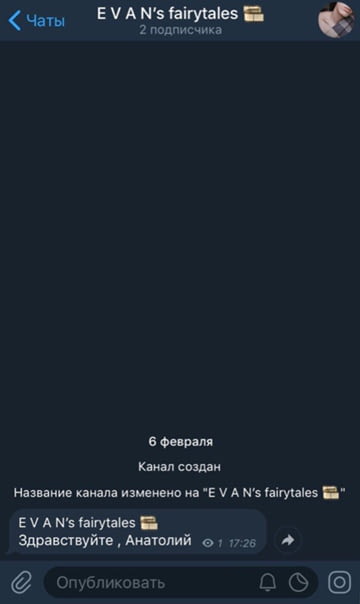 Чаты
E V A N’s fairytales
2 подписчика
6 февраля
Канал создан
Название канала изменено на "E V A N’s fairytales "
E V A N’s fairytales
Здравствуйте , Анатолий 1 17:26
Опубликовать